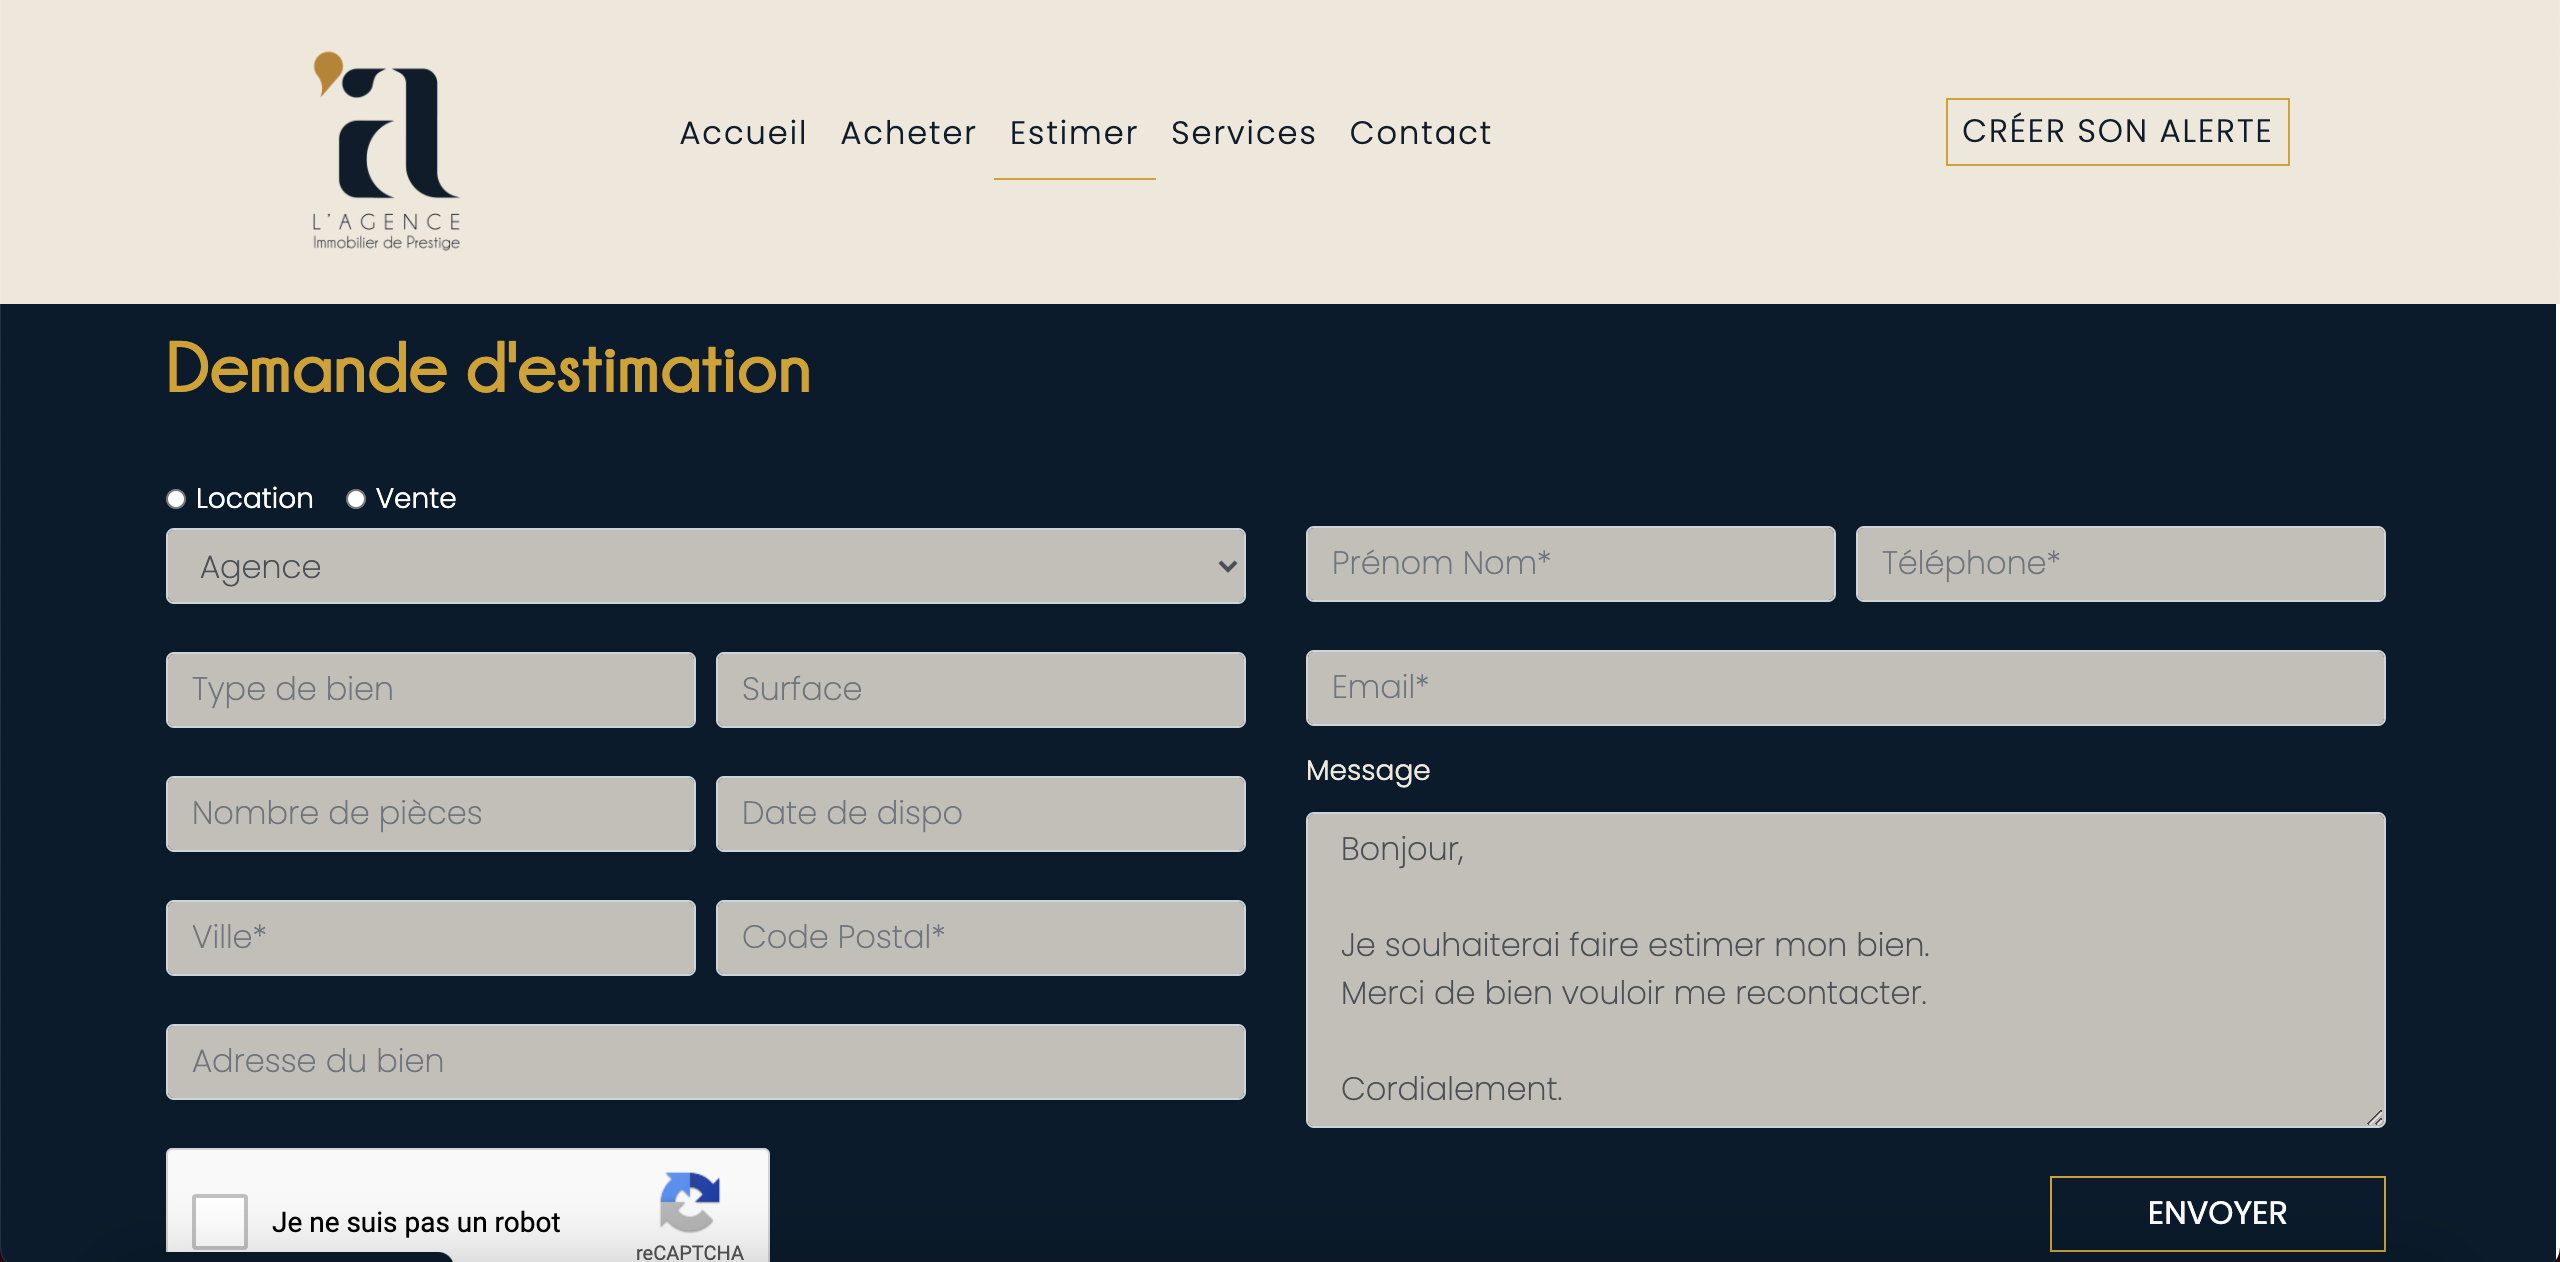 a
L'AGENCE
Immobilier de Prestige
Accueil
Acheter
Estimer
Services
Contact
CRÉER SON ALERTE
Demande d'estimation
Location
Vente
Agence
Type de bien
Surface
Nombre de pièces
Date de dispo
Ville*
Code Postal*
Adresse du bien
Je ne suis pas un robot
reCAPTCHA
Prénom Nom*
Téléphone*
Email*
Message
Bonjour,
Je souhaiterai faire estimer mon bien.
Merci de bien vouloir me recontacter.
Cordialement.
ENVOYER